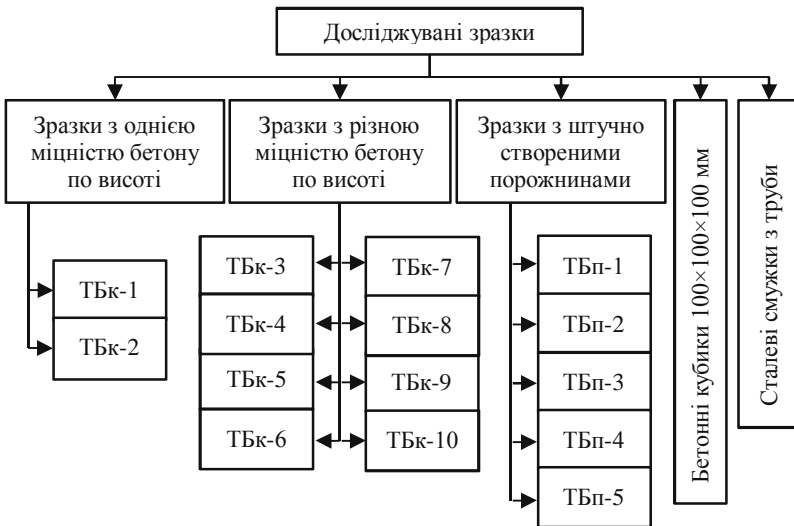 Досліджувані зразки
Зразки з однією
міцністю бетону
по висоті
ТБк-1
ТБк-2
Зразки з різною
міцністю бетону
по висоті
ТБк-3
ТБк-4
ТБк-5
ТБк-6
ТБк-7
ТБк-8
ТБк-9
ТБк-10
Зразки з штучно
створеними
порожнинами
ТБп-1
ТБп-2
ТБп-3
ТБп-4
ТБп-5
Бетонні кубики 100×100×100 мм
Сталеві смужки з труби